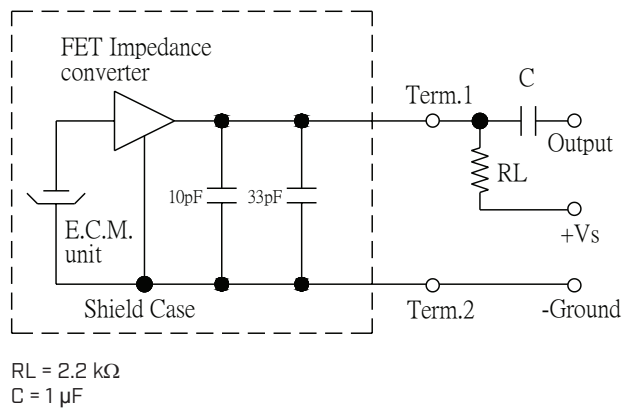 FET Impedance
converter
Term.1
C
Output
RL
10pF
33pF
+Vs
E.C.M.
unit
Shield Case
Term.2
-Ground
RL = 2.2 kΩ
C = 1 μF